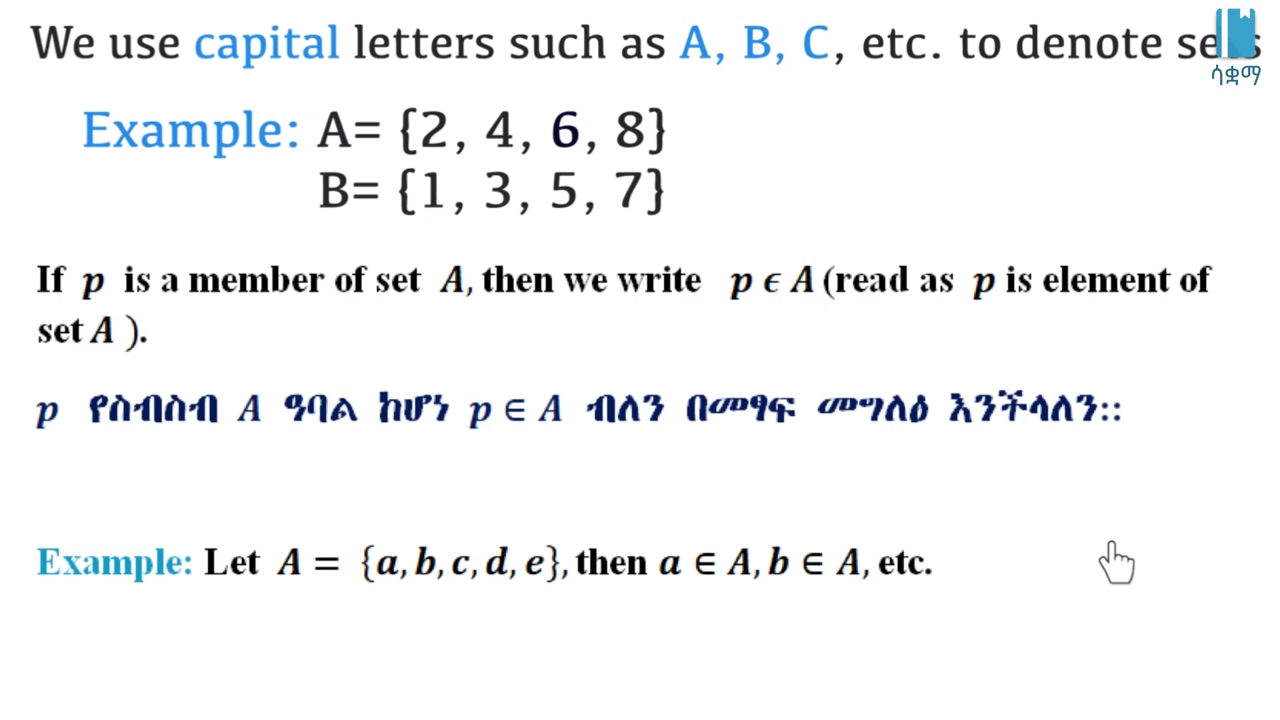 We use capital letters such as A, B, C, etc. to denote sets
ሳቋማ
Example: A= {2, 4, 6, 8}
B= {1, 3, 5, 7}
If p is a member of set A, then we write p ϵ A (read as p is element of
set A ).
p የስብስብ A ዓባል ከሆነ p ∈ A ብለን በመፃፍ መግለፅ እንችላለን::
Example: Let A = {a, b, c, d, e}, then a ∈ A, b ∈ A, etc.